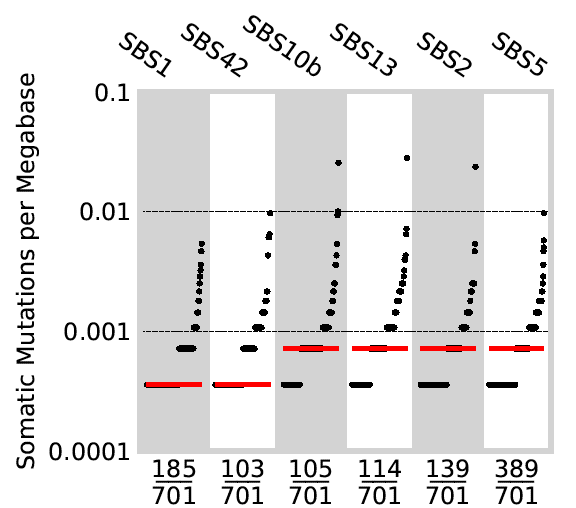 SBS1 SBS42 SBS10b SBS13 SBS2 SBS5
Somatic Mutations per Megabase
0.1
0.01
0.001
0.0001
185 103 105 114 139 389
701 701 701 701 701 701